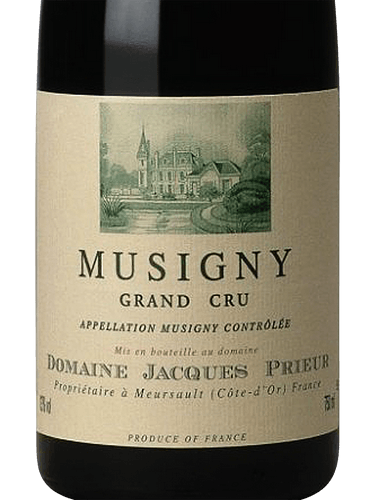 MUSIGNY
GRAND CRU
APPELLATION MUSIGNY CONTRÔLÉE
Mis en bouteille au domaine
DOMAINE JACQUES PRIEUR
Propriétaire à Meursault (Côte-d'Or) France
PRODUCE OF FRANCE